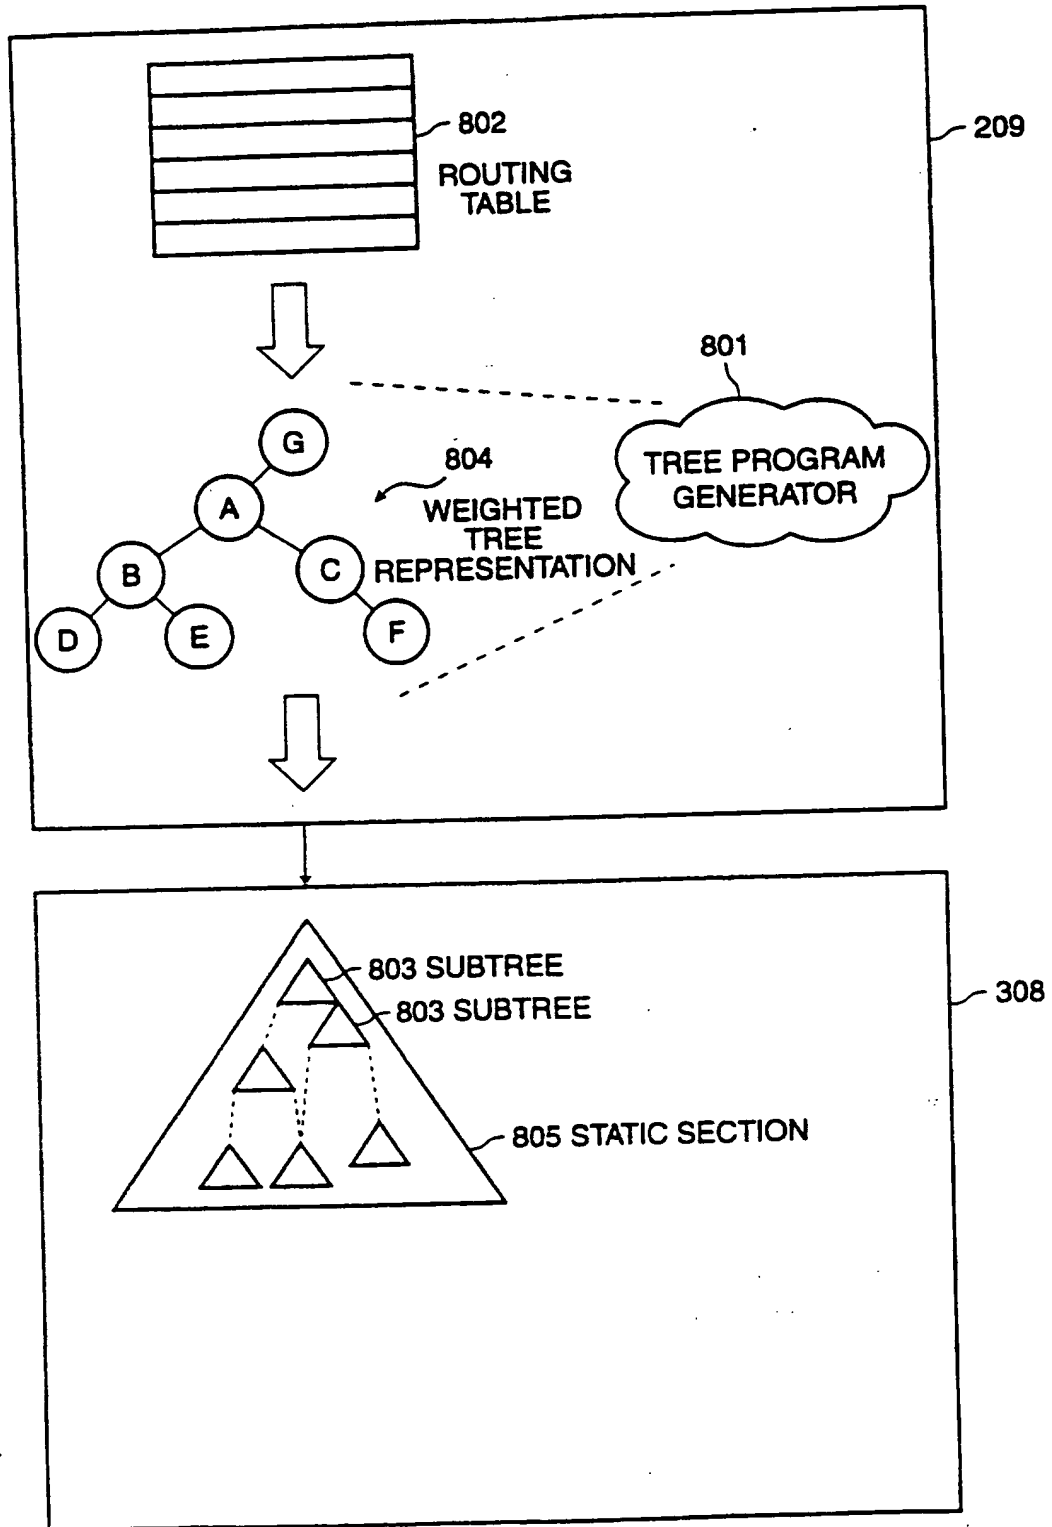 802
209
ROUTING
TABLE
801
G
804
TREE PROGRAM
GENERATOR
A
WEIGHTED
TREE
REPRESENTATION
B
C
D
E
F
803 SUBTREE
308
803 SUBTREE
805 STATIC SECTION